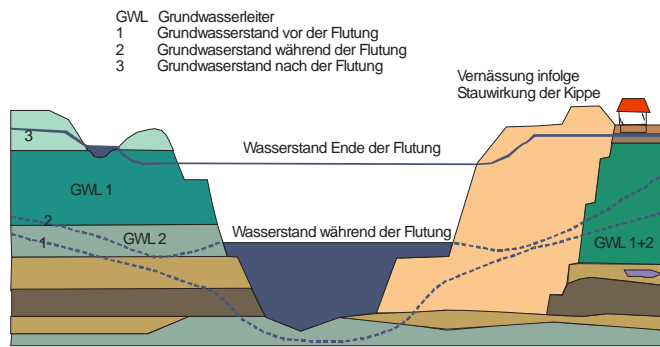 GWL Grundwasserleiter
1 Grundwasserstand vor der Flutung
2 Grundwaserstand während der Flutung
3 Grundwaserstand nach der Flutung
Vernässung infolge
Stauwirkung der Kippe
3
Wasserstand Ende der Flutung
GWL 1
2
Wasserstand während der Flutung
1
GWL 2
GWL 1+2